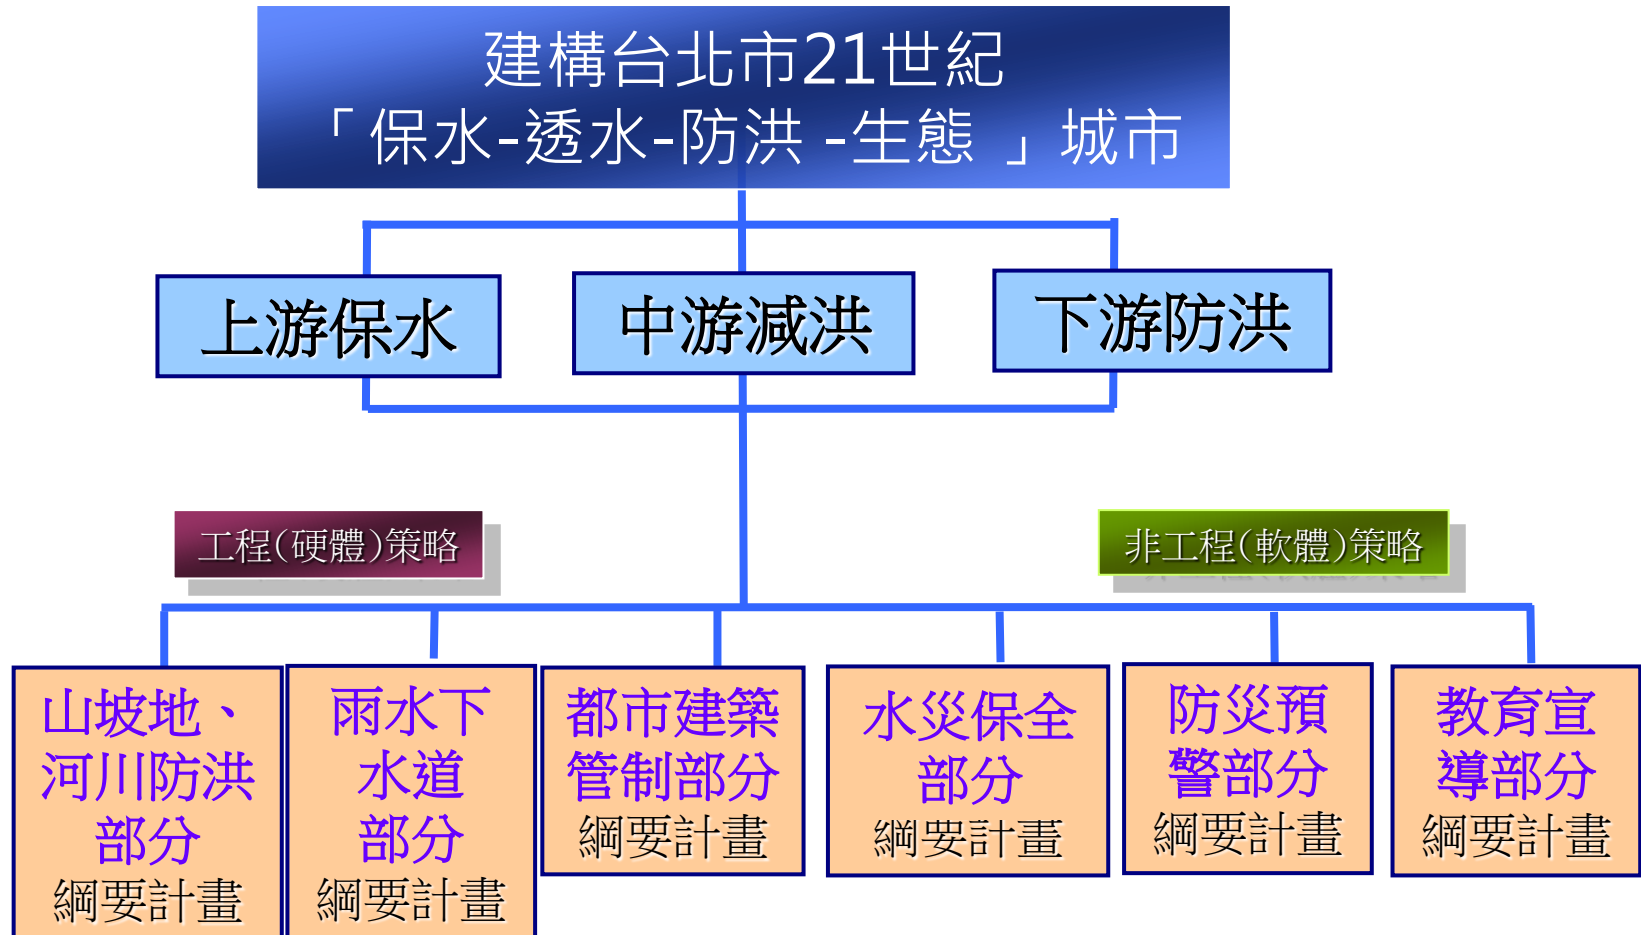 建構台北市21世紀
「保水-透水-防洪 -生態 」城市
上游保水
中游減洪
下游防洪
工程(硬體)策略
非工程(軟體)策略
山坡地、
河川防洪
部分
綱要計畫
雨水下
水道
部分
綱要計畫
都市建築
管制部分
綱要計畫
水災保全
部分
綱要計畫
防災預
警部分
綱要計畫
教育宣
導部分
綱要計畫